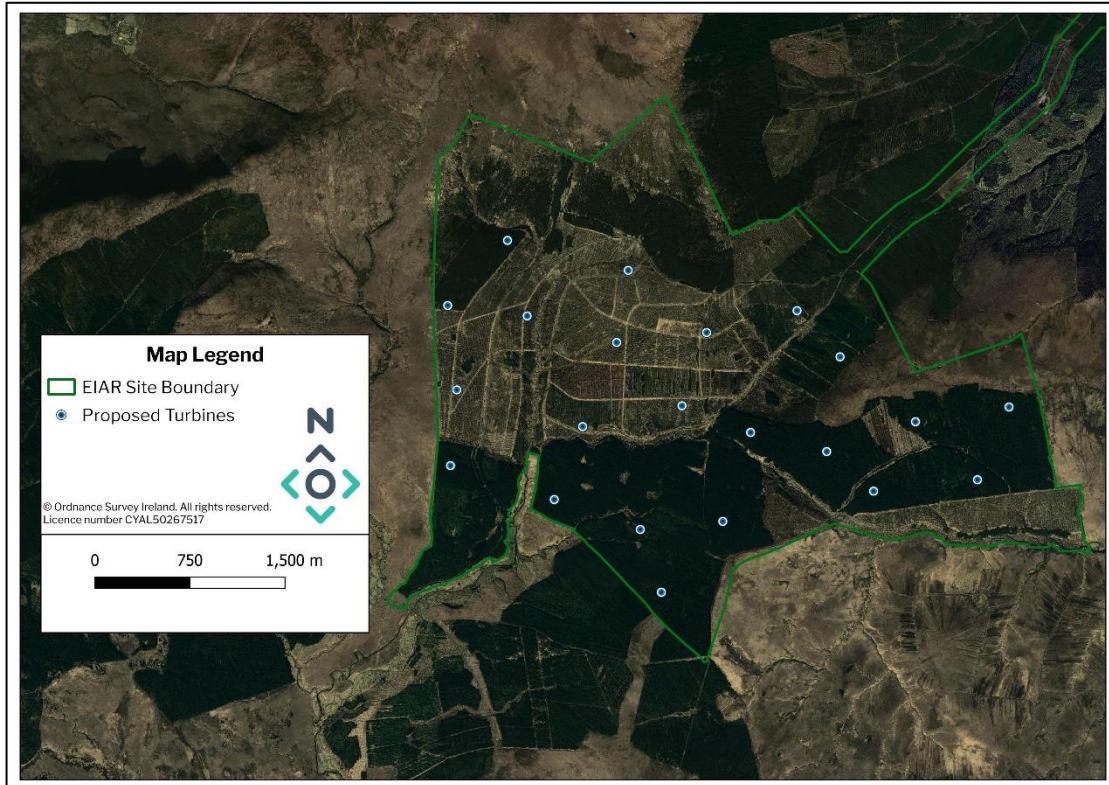 Map Legend
EIAR Site Boundary
Proposed Turbines
N
© Ordnance Survey Ireland. All rights reserved.
Licence number CYAL50267517
0 750 1,500 m